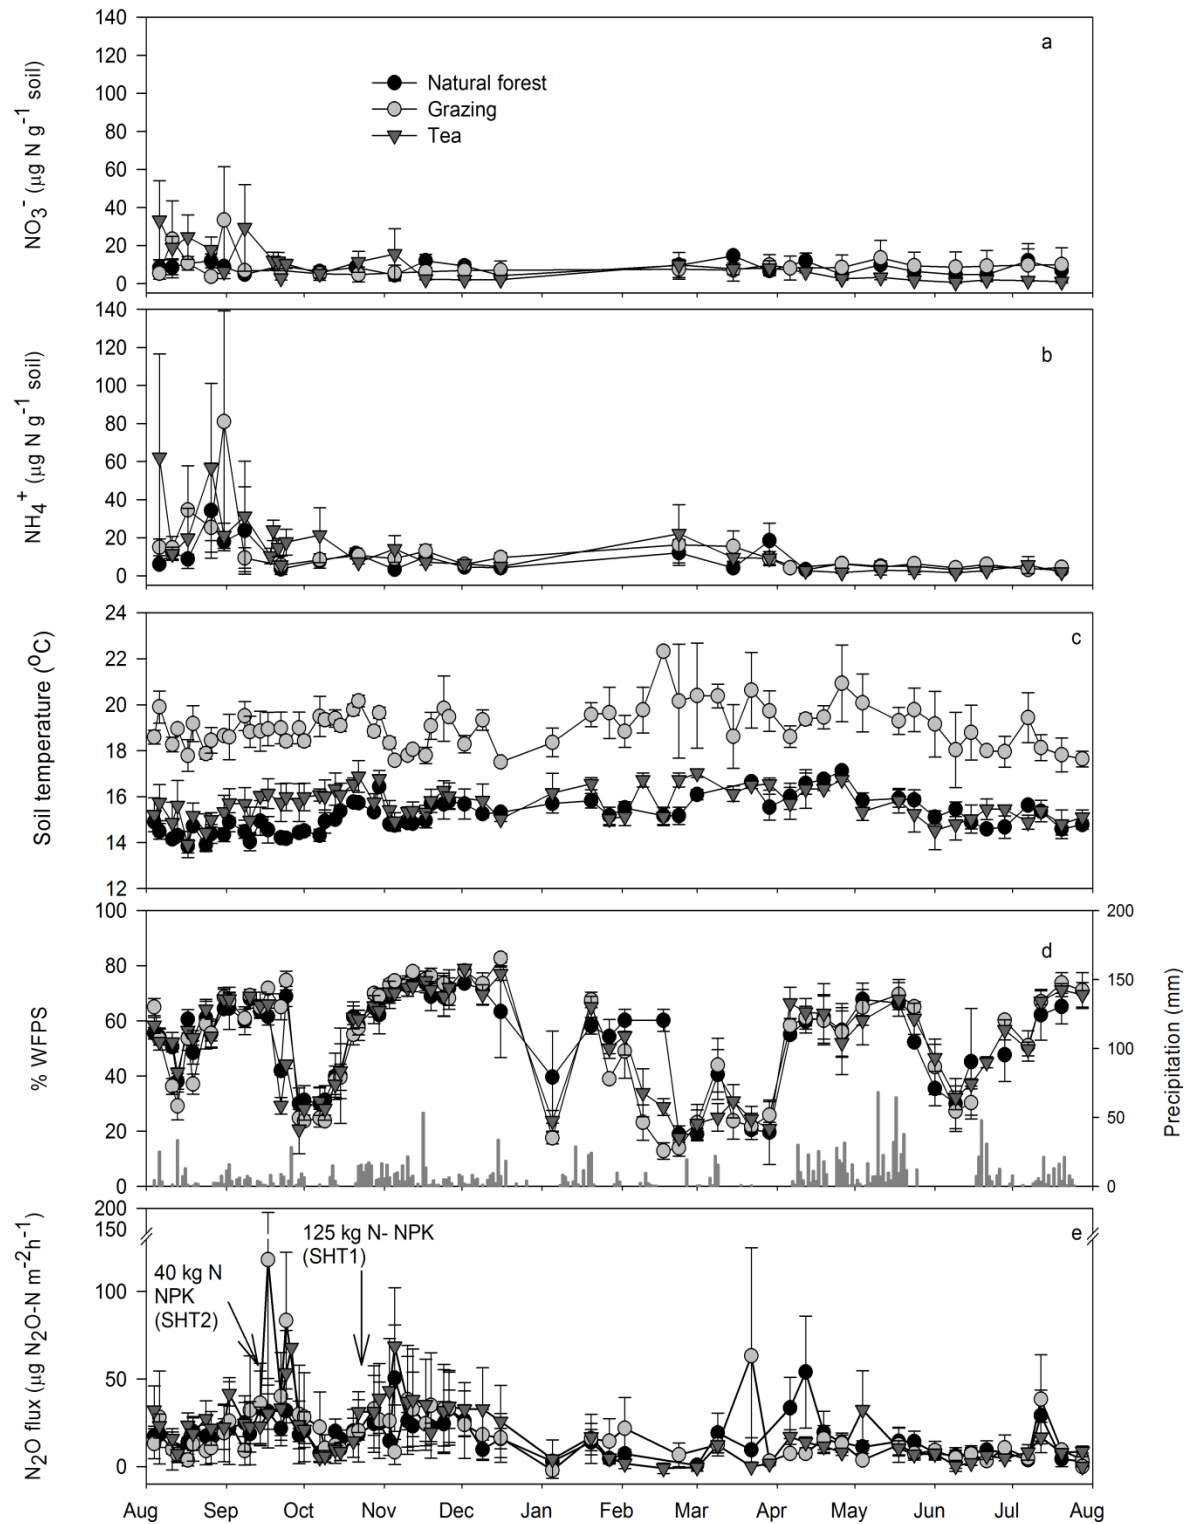 a
Natural forest
Grazing
Tea
NO3- (µg N g-1 soil)
140
120
100
80
60
40
20
0
b
NH4+ (µg N g-1 soil)
140
120
100
80
60
40
20
0
c
Soil temperature (oC)
24
22
20
18
16
14
12
d
% WFPS
100
80
60
40
20
0
200
150
100
50
0
Precipitation (mm)
e
N2O flux (µg N2O-N m-2h-1)
200
150
100
50
0
125 kg N- NPK
(SHT1)
40 kg N
NPK
(SHT2)
Aug Sep Oct Nov Dec Jan Feb Mar Apr May Jun Jul Aug